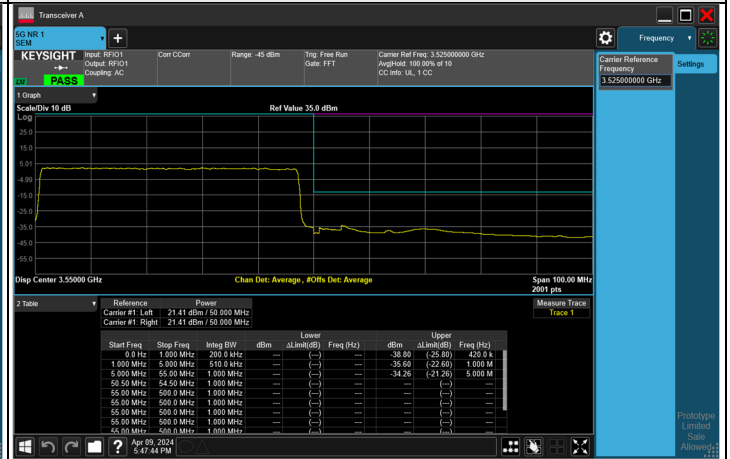 Transceiver A
5G NR 1
SEM
Frequency
KEYSIGHT
Input: RFIO1
Output: RFIO1
Coupling: AC
Corr CCorr
Range: -45 dBm
Trig: Free Run
Gate: FFT
Carrier Ref Freq: 3.525000000 GHz
Avg|Hold: 100.00% of 10
CC Info: UL, 1 CC
LM PASS
Carrier Reference
Frequency
3.525000000 GHz
Settings
1 Graph
Scale/Div 10 dB
Ref Value 35.0 dBm
Log
25.0
15.0
5.01
-4.99
-15.0
-25.0
-35.0
-45.0
-55.0
Disp Center 3.55000 GHz
Chan Det: Average , #Offs Det: Average
Span 100.00 MHz
2001 pts
2 Table
Reference Power
Carrier #1: Left 21.41 dBm / 50.000 MHz
Carrier #1: Right 21.41 dBm / 50.000 MHz
Measure Trace
Trace 1
Lower Upper
Start Freq Stop Freq Integ BW dBm ΔLimit(dB) Freq (Hz) dBm ΔLimit(dB) Freq (Hz)
0.0 Hz 1.000 MHz 200.0 kHz --- (---) --- -38.80 (-25.80) 420.0 k
1.000 MHz 5.000 MHz 510.0 kHz --- (---) --- -35.60 (-22.60) 1.000 M
5.000 MHz 55.00 MHz 1.000 MHz --- (---) --- -34.26 (-21.26) 5.000 M
50.50 MHz 54.50 MHz 1.000 MHz --- (---) --- --- (---) ---
55.00 MHz 500.0 MHz 1.000 MHz --- (---) --- --- (---) ---
55.00 MHz 500.0 MHz 1.000 MHz --- (---) --- --- (---) ---
55.00 MHz 500.0 MHz 1.000 MHz --- (---) --- --- (---) ---
55.00 MHz 500.0 MHz 1.000 MHz --- (---) --- --- (---) ---
Prototype
Limited
Sale
Allowed
?
Apr 09, 2024
5:47:44 PM